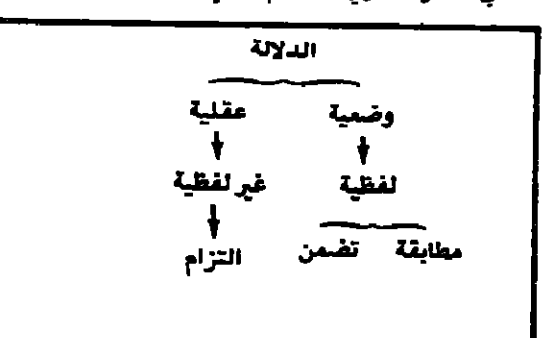 الدلالة
وضعية عقلية
لفظية غير لفظية
مطابقة تضمن التزام